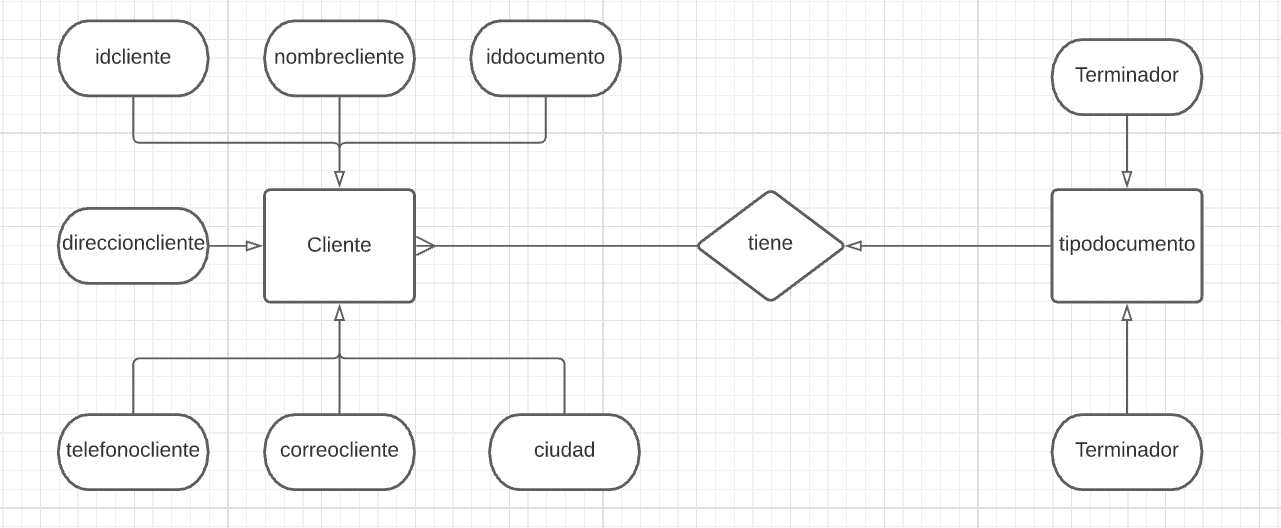 idcliente
nombrecliente
iddocumento
Terminador
direccioncliente
Cliente
tiene
tipodocumento
telefonocliente
correocliente
ciudad
Terminador